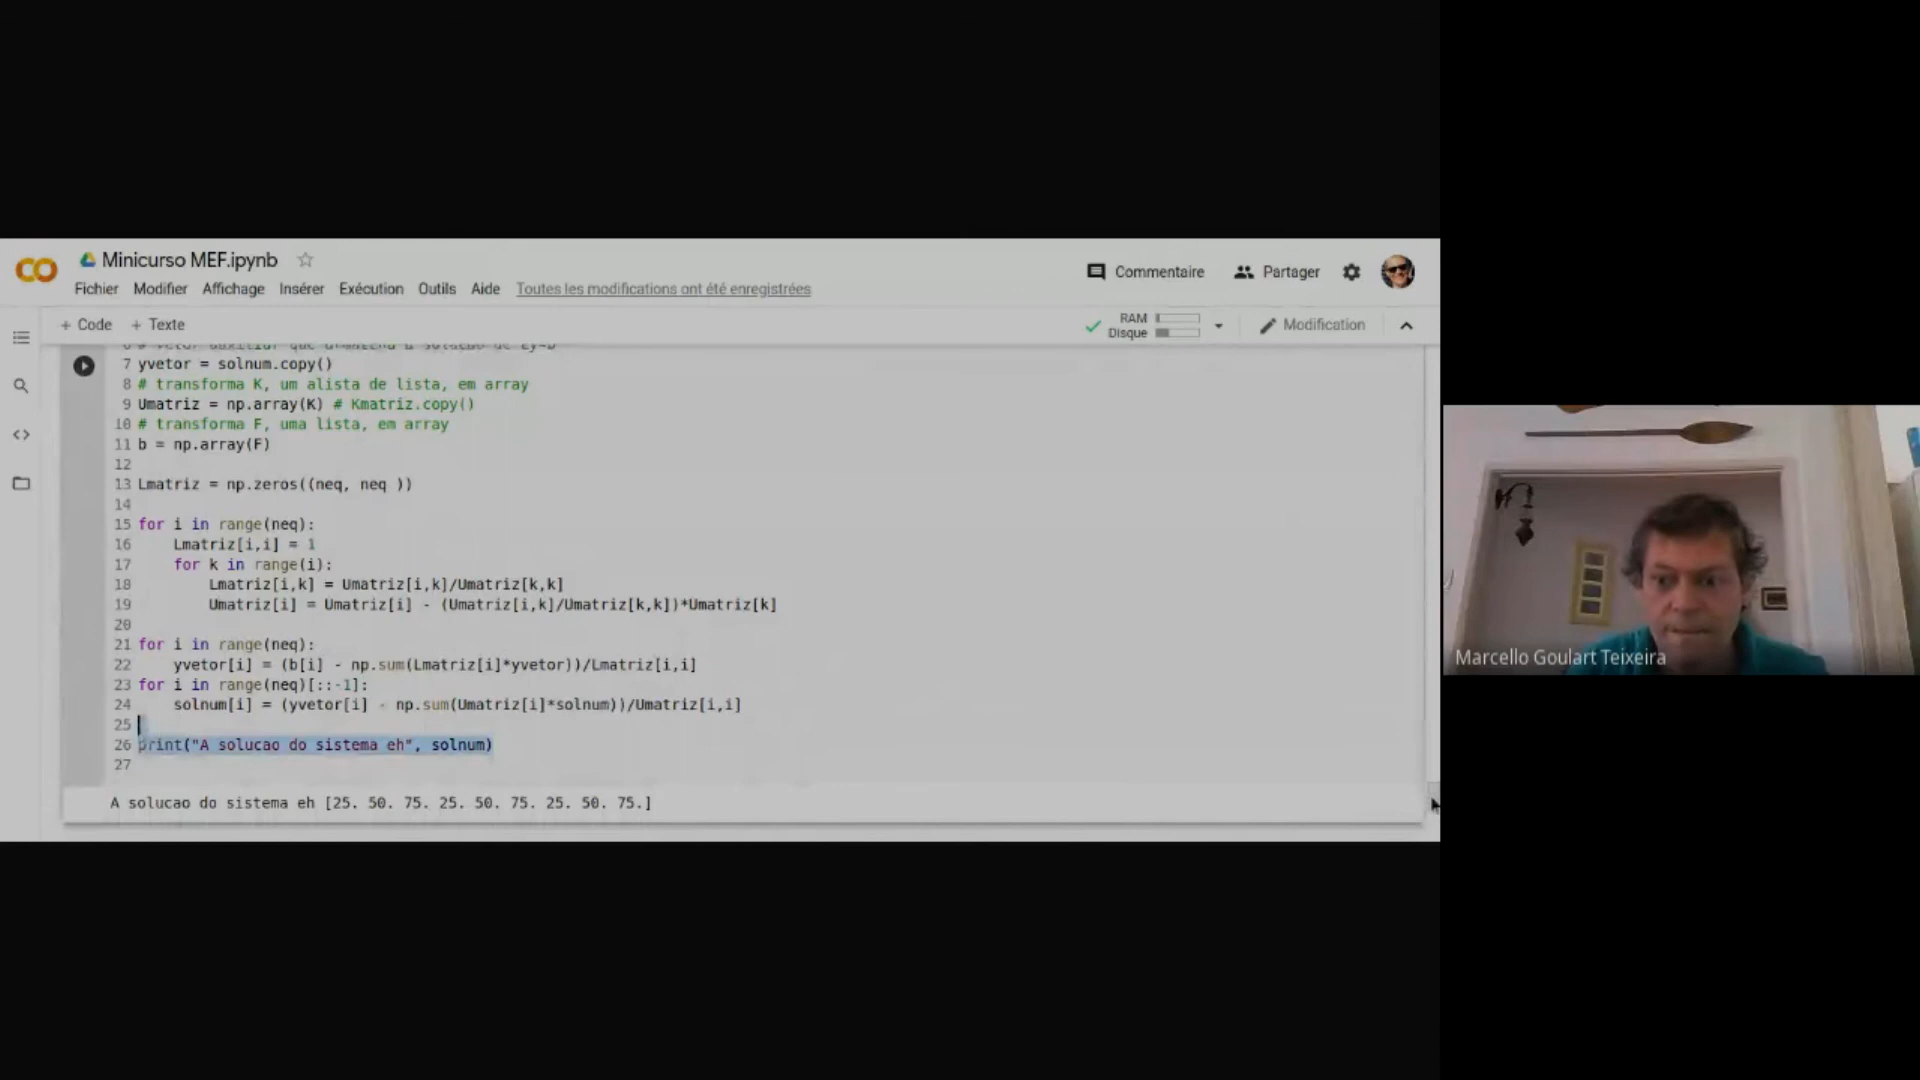 Minicurso MEF.ipynb
Commentaire
Partager
Fichier Modifier Affichage Insérer Exécution Outils Aide Toutes les modifications ont été enregistrées
+ Code + Texte
RAM
Disque
Modification
7 yvetor = solnum.copy()
8 # transforma K, um alista de lista, em array
9 Umatriz = np.array(K) # Kmatriz.copy()
10 # transforma F, uma lista, em array
11 b = np.array(F)
12
13 Lmatriz = np.zeros((neq, neq ))
14
15 for i in range(neq):
16 Lmatriz[i,i] = 1
17 for k in range(i):
18 Lmatriz[i,k] = Umatriz[i,k]/Umatriz[k,k]
19 Umatriz[i] = Umatriz[i] - (Umatriz[i,k]/Umatriz[k,k])*Umatriz[k]
20
21 for i in range(neq):
22 yvetor[i] = (b[i] - np.sum(Lmatriz[i]*yvetor))/Lmatriz[i,i]
23 for i in range(neq)[::-1]:
24 solnum[i] = (yvetor[i] - np.sum(Umatriz[i]*solnum))/Umatriz[i,i]
25
26 print("A solucao do sistema eh", solnum)
27
A solucao do sistema eh [25. 50. 75. 25. 50. 75. 25. 50. 75.]
Marcello Goulart Teixeira